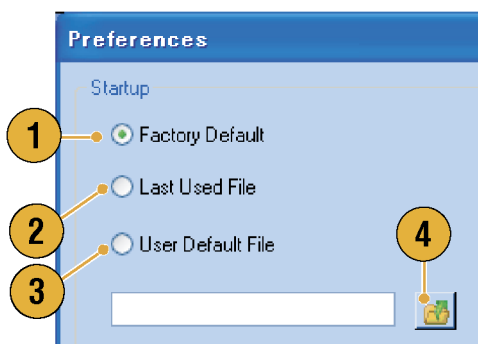 Preferences
Startup
1 Factory Default
2 Last Used File
3 User Default File
4